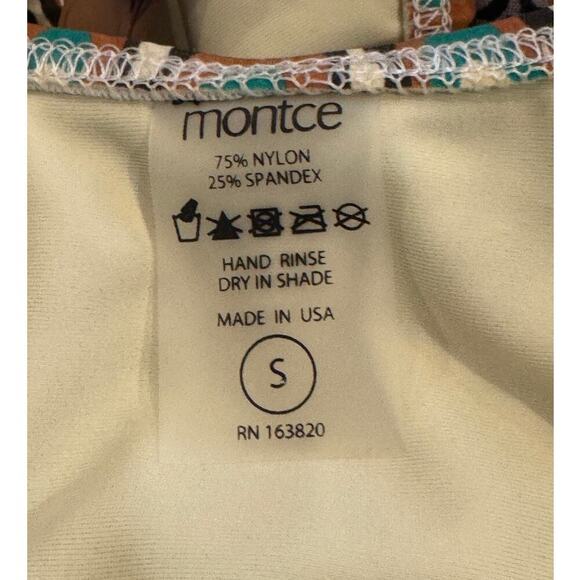 montce
75% NYLON
25% SPANDEX
HAND RINSE
DRY IN SHADE
MADE IN USA
S
RN 163820